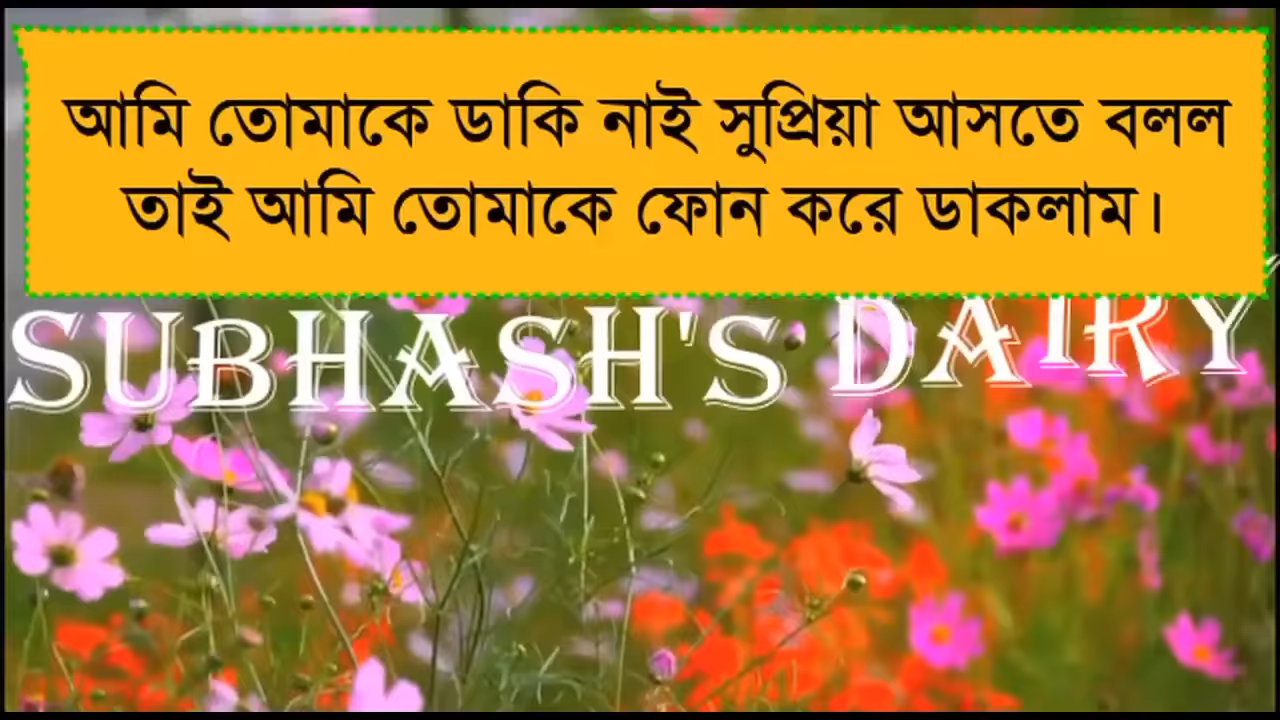 আমি তোমাকে ডাকি নাই সুপ্রিয়া আসতে বলল
তাই আমি তোমাকে ফোন করে ডাকলাম।
SUBHASH'S DAIRY